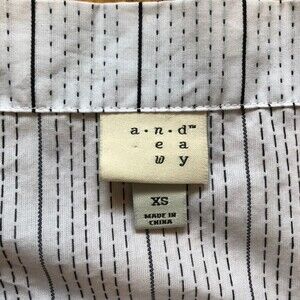 a • n • d™
e a
w y
XS
MADE IN
CHINA